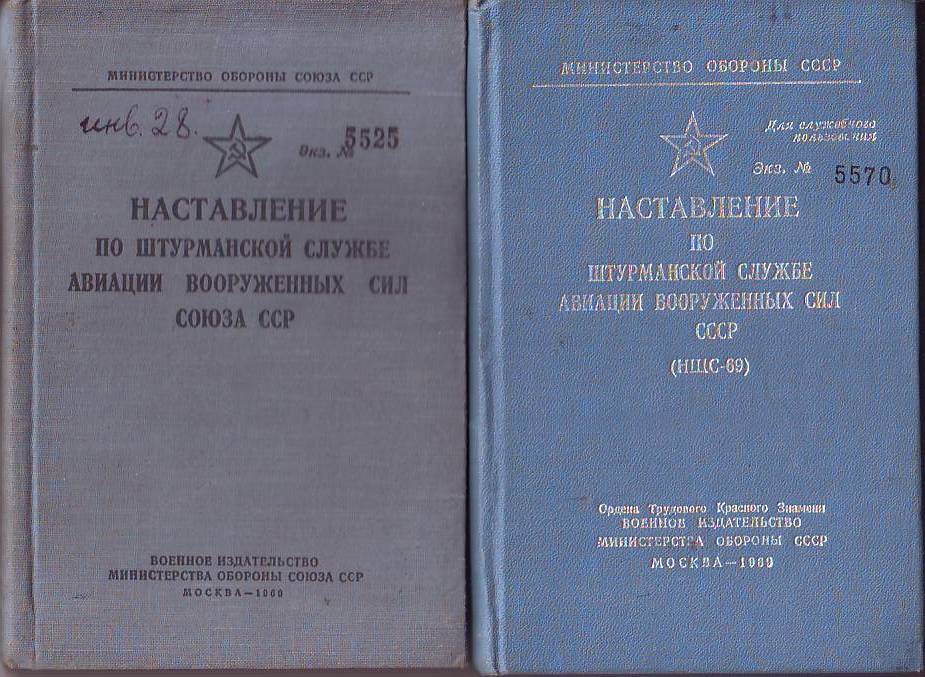 МИНИСТЕРСТВО ОБОРОНЫ СОЮЗА ССР
инв. 28.
Экз. № 5525
НАСТАВЛЕНИЕ
ПО ШТУРМАНСКОЙ СЛУЖБЕ
АВИАЦИИ ВООРУЖЕННЫХ СИЛ
СОЮЗА ССР
ВОЕННОЕ ИЗДАТЕЛЬСТВО
МИНИСТЕРСТВА ОБОРОНЫ СОЮЗА ССР
МОСКВА—1960
МИНИСТЕРСТВО ОБОРОНЫ СССР
Для служебного
пользования
Экз. № 5570
НАСТАВЛЕНИЕ
ПО
ШТУРМАНСКОЙ СЛУЖБЕ
АВИАЦИИ ВООРУЖЕННЫХ СИЛ
СССР
(НШС-69)
Ордена Трудового Красного Знамени
ВОЕННОЕ ИЗДАТЕЛЬСТВО
МИНИСТЕРСТВА ОБОРОНЫ СССР
МОСКВА—1969